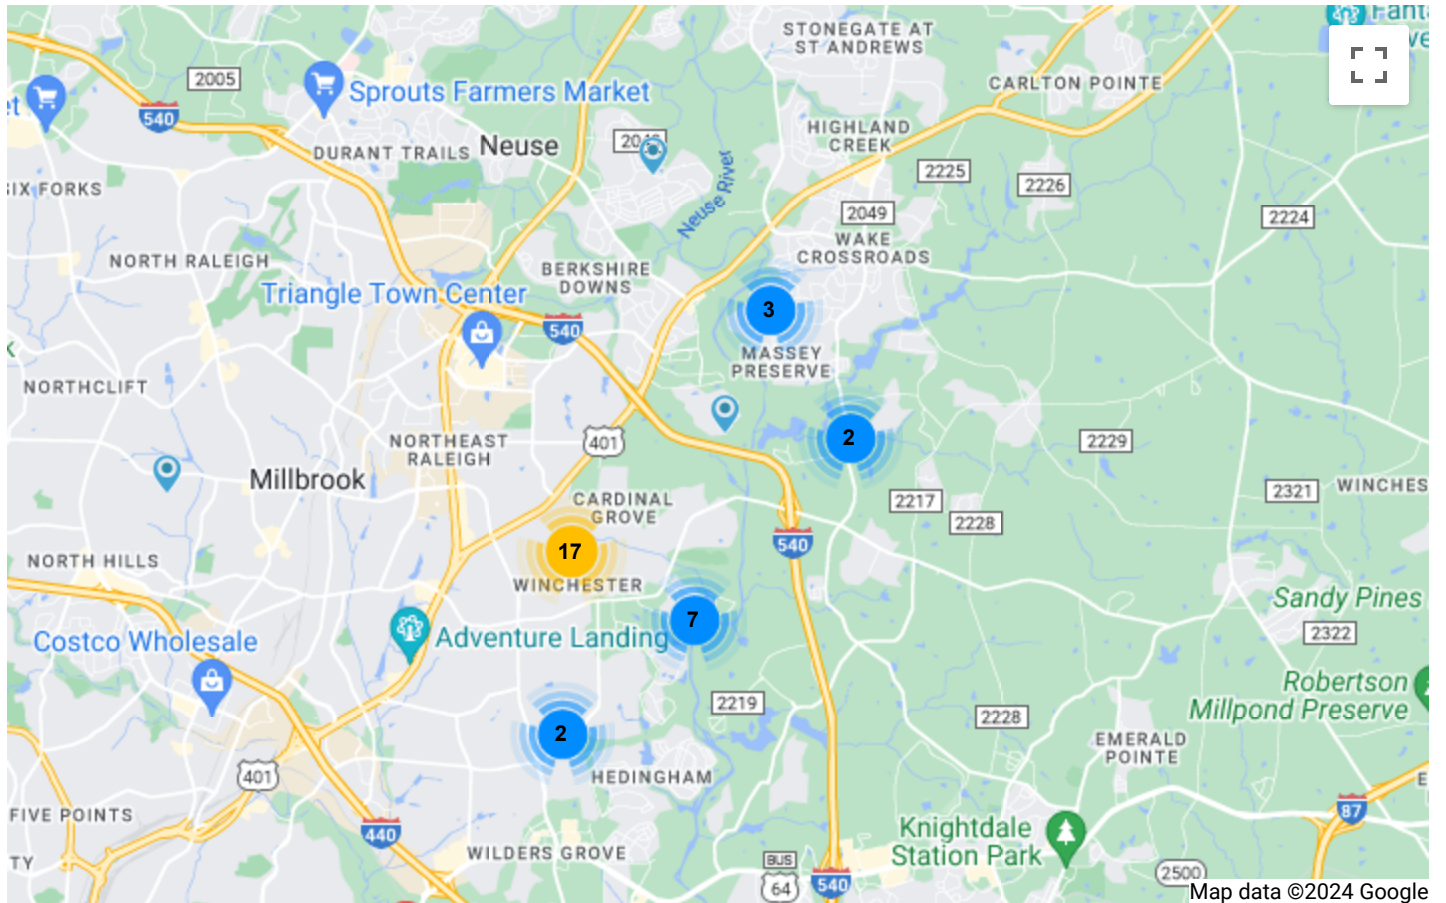 STONEGATE AT
ST ANDREWS
2005
Sprouts Farmers Market
CARLTON POINTE
540
HIGHLAND
CREEK
DURANT TRAILS
Neuse
Neuse River
2225
2226
SIX FORKS
2049
2224
WAKE
CROSSROADS
NORTH RALEIGH
BERKSHIRE
DOWNS
Triangle Town Center
3
540
MASSEY
PRESERVE
NORTHCLIFT
NORTHEAST
RALEIGH
401
2
2229
Millbrook
CARDINAL
GROVE
2217
2321
2228
540
17
NORTH HILLS
WINCHESTER
Sandy Pines
7
2322
Costco Wholesale
Adventure Landing
Robertson
Millpond Preserve
2219
2228
2
EMERALD
POINTE
401
HEDINGHAM
FIVE POINTS
87
440
Knightdale
Station Park
WILDERS GROVE
BUS
64
540
2500
Map data ©2024 Google